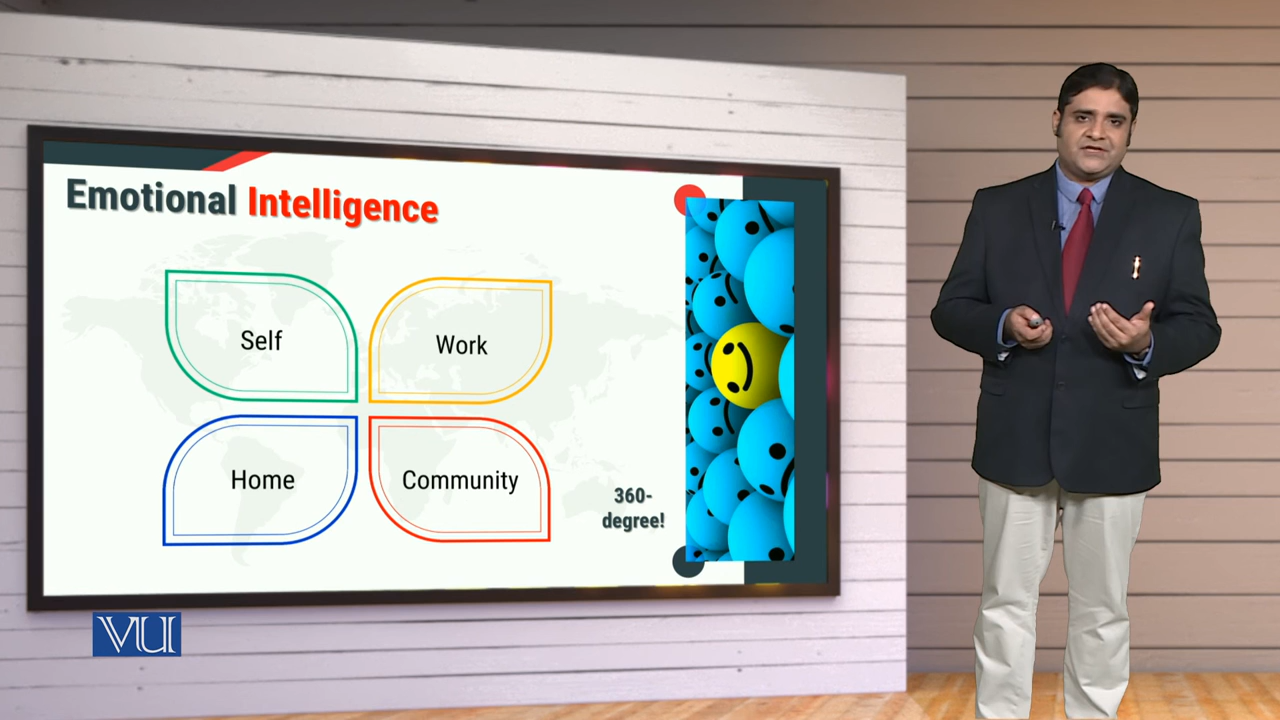 Emotional Intelligence
Self
Work
Home
Community
360-
degree!
VU